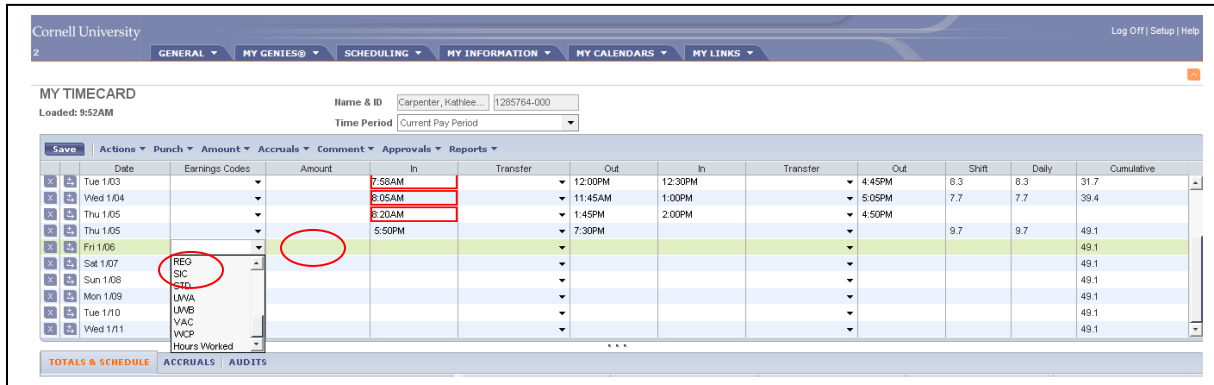 Cornell University
Log Off | Setup | Help
2 GENERAL MY GENIES® SCHEDULING MY INFORMATION MY CALENDARS MY LINKS
MY TIMECARD
Loaded: 9:52AM
Name & ID Carpenter, Kathlee... 1285764-000
Time Period Current Pay Period
Save Actions Punch Amount Accruals Comment Approvals Reports
Date Earnings Codes Amount In Transfer Out In Transfer Out Shift Daily Cumulative
Tue 1/03 7:58AM 12:00PM 12:30PM 4:45PM 8.3 8.3 31.7
Wed 1/04 8:05AM 11:45AM 1:00PM 5:05PM 7.7 7.7 39.4
Thu 1/05 8:20AM 1:45PM 2:00PM 4:50PM
Thu 1/05 5:50PM 7:30PM 9.7 9.7 49.1
Fri 1/06 49.1
Sat 1/07 REG 49.1
SIC
Sun 1/08 STD 49.1
Mon 1/09 UWA 49.1
Tue 1/10 UWB 49.1
VAC
Wed 1/11 WCP 49.1
Hours Worked
TOTALS & SCHEDULE ACCRUALS AUDITS